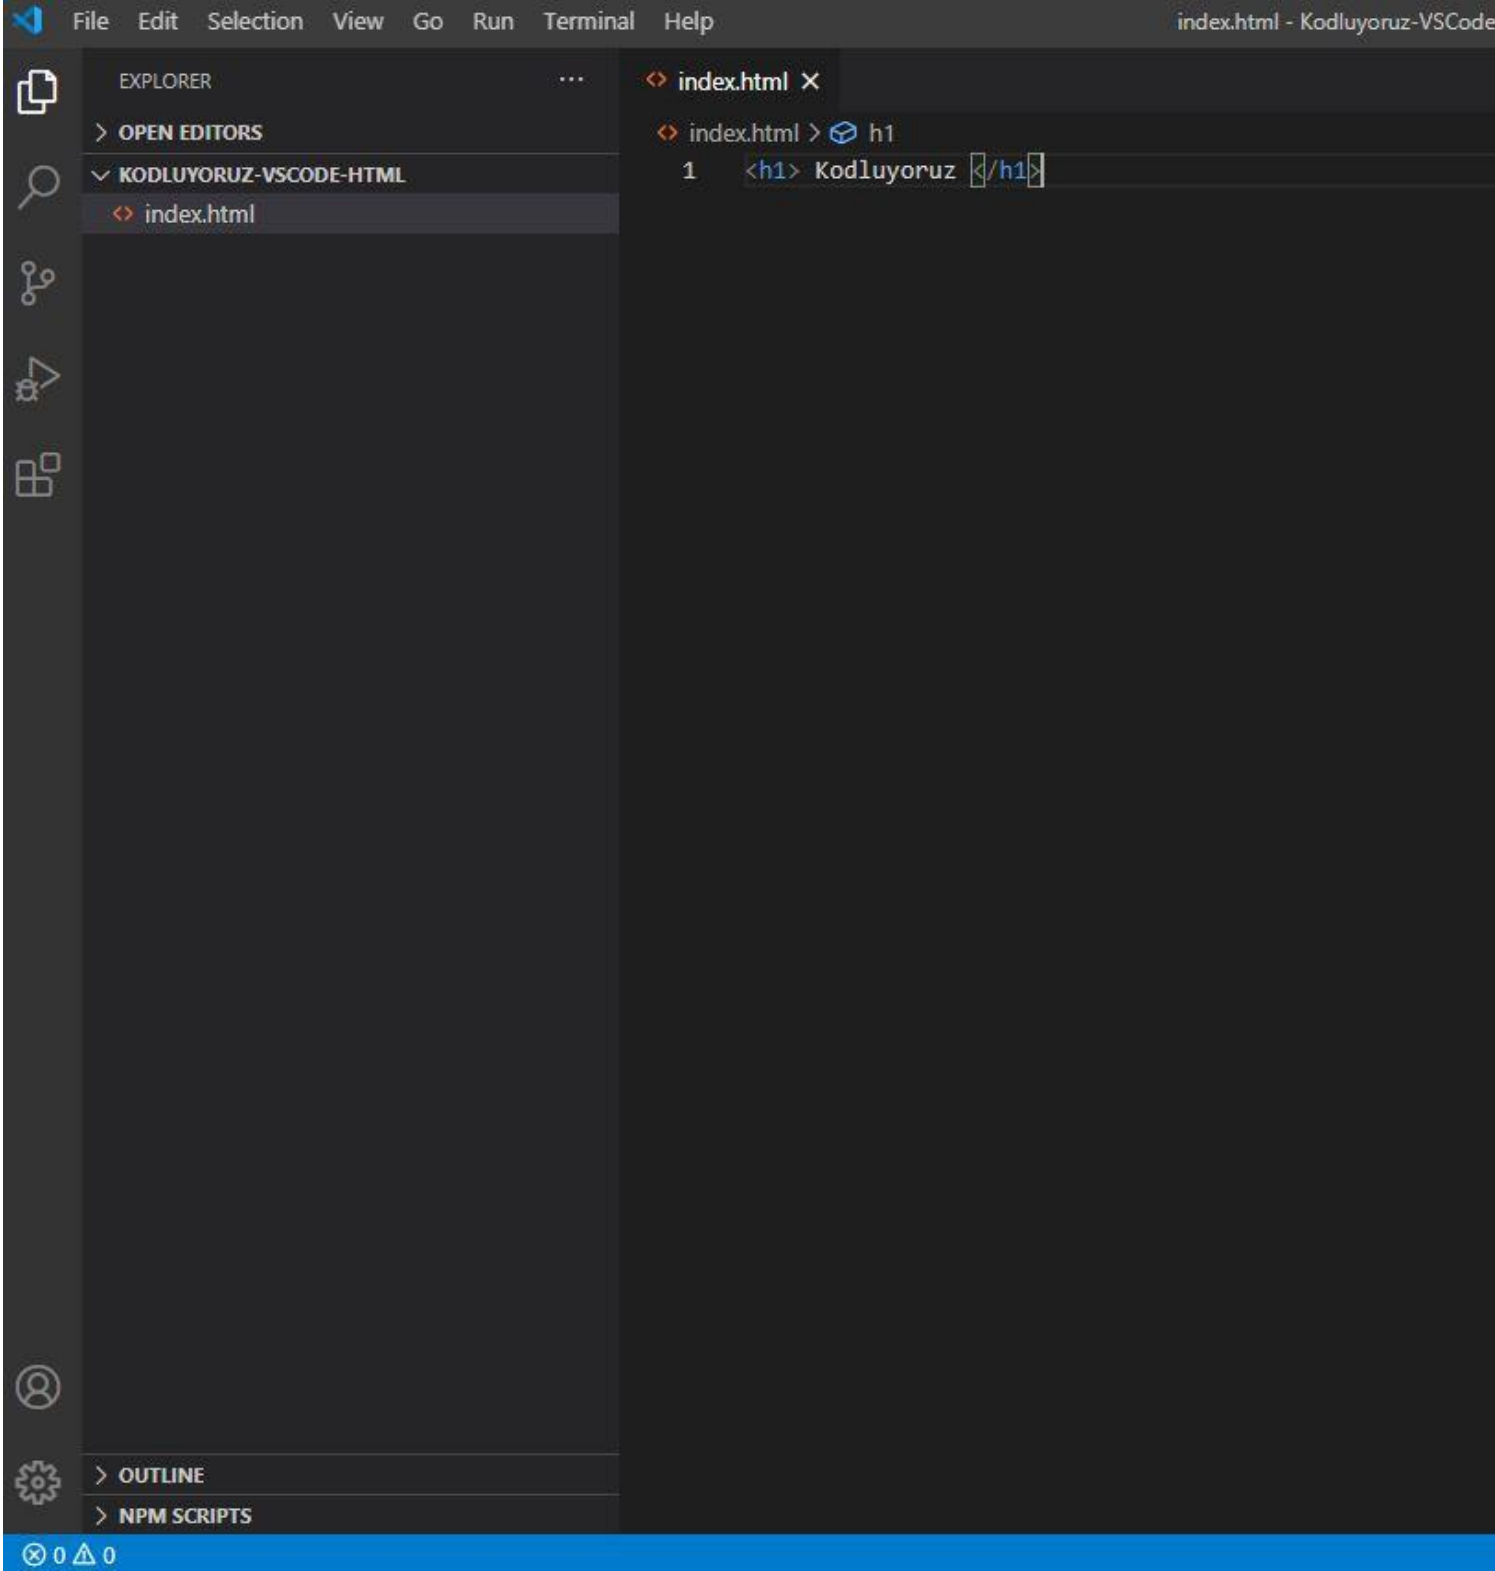 File Edit Selection View Go Run Terminal Help
index.html - Kodluyoruz-VSCode
EXPLORER
OPEN EDITORS
KODLUYORUZ-VSCODE-HTML
index.html
index.html
index.html > h1
1 <h1> Kodluyoruz </h1>
OUTLINE
NPM SCRIPTS
0 0